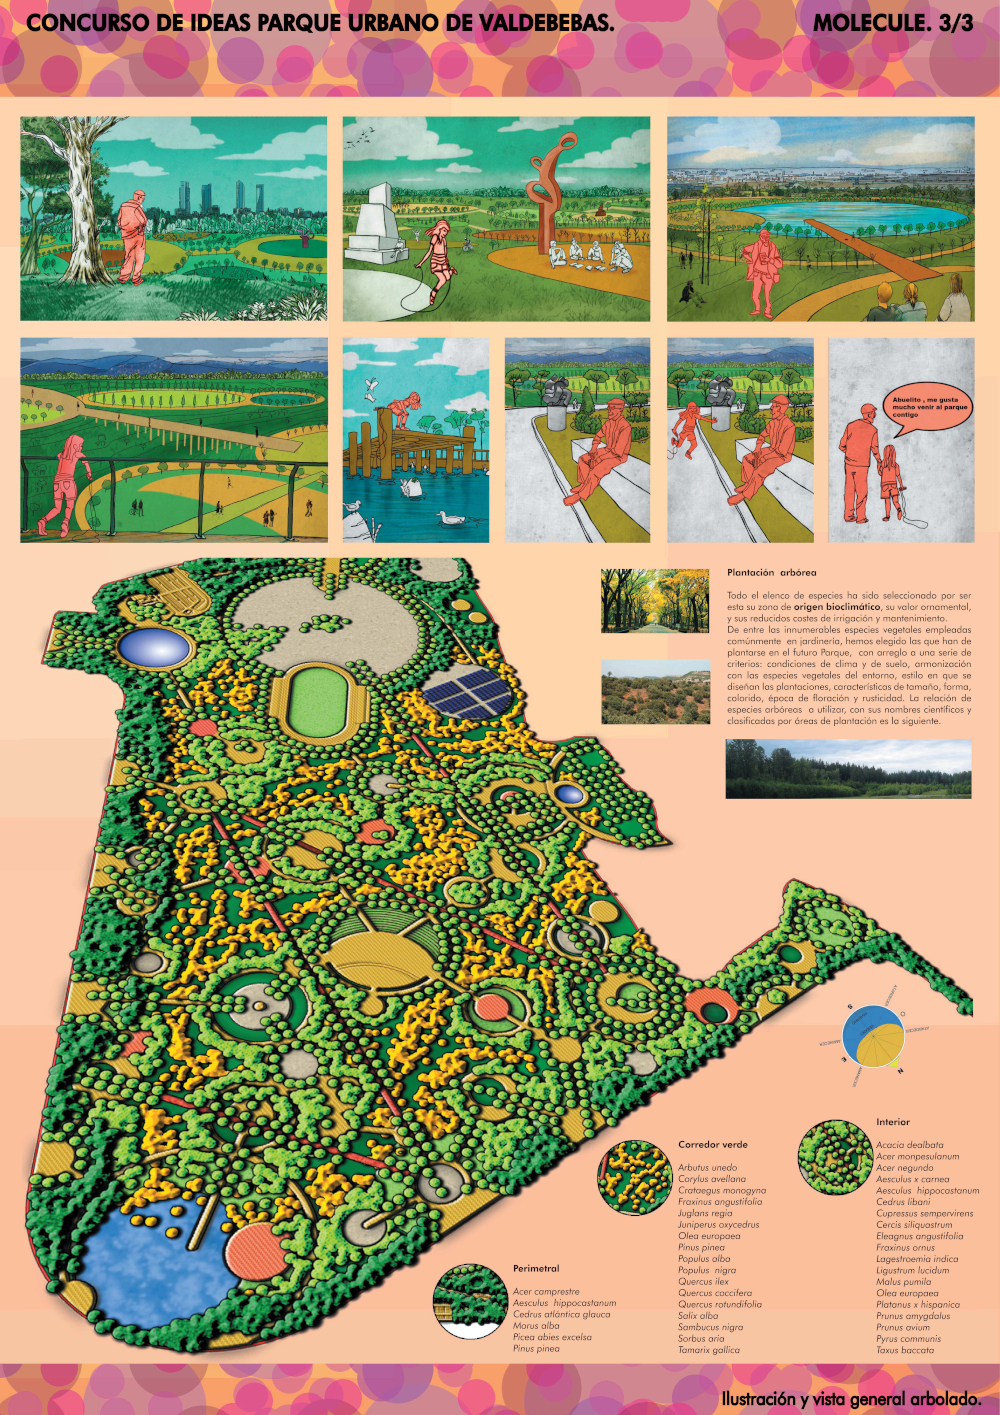 CONCURSO DE IDEAS PARQUE URBANO DE VALDEBEBAS.
MOLECULE. 3/3
Abuelito , me gusta
mucho venir al parque
contigo
Plantación arbórea
Todo el elenco de especies ha sido seleccionado por ser
esta su zona de origen bioclimático, su valor ornamental,
y sus reducidos costes de irrigación y mantenimiento.
De entre las innumerables especies vegetales empleadas
comúnmente en jardinería, hemos elegido las que han de
plantarse en el futuro Parque, con arreglo a una serie de
criterios: condiciones de clima y de suelo, armonización
con las especies vegetales del entorno, estilo en que se
diseñan las plantaciones, características de tamaño, forma,
colorido, época de floración y rusticidad. La relación de
especies arbóreas a utilizar, con sus nombres científicos y
clasificadas por áreas de plantación es la siguiente.
S
O
E
N
Perimetral
Acer camprestre
Aesculus hippocastanum
Cedrus atlántica glauca
Morus alba
Picea abies excelsa
Pinus pinea
Corredor verde
Arbutus unedo
Corylus avellana
Crataegus monogyna
Fraxinus angustifolia
Juglans regia
Juniperus oxycedrus
Olea europaea
Pinus pinea
Populus alba
Populus nigra
Quercus ilex
Quercus coccifera
Quercus rotundifolia
Salix alba
Sambucus nigra
Sorbus aria
Tamarix gallica
Interior
Acacia dealbata
Acer monpesulanum
Acer negundo
Aesculus x carnea
Aesculus hippocastanum
Cedrus libani
Cupressus sempervirens
Cercis siliquastrum
Eleagnus angustifolia
Fraxinus ornus
Lagestroemia indica
Ligustrum lucidum
Malus pumila
Olea europaea
Platanus x hispanica
Prunus amygdalus
Prunus avium
Pyrus communis
Taxus baccata
Ilustración y vista general arbolado.